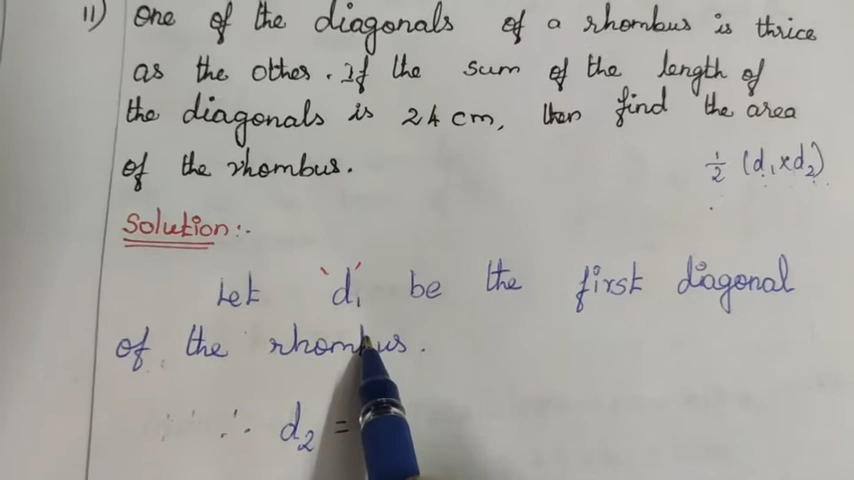 11) One of the diagonals of a rhombus is thrice
as the other. If the sum of the length of
the diagonals is 24 cm, then find the area
of the rhombus.
1/2 (d₁×d₂)
Solution:-
Let 'd₁' be the first diagonal
of the rhombus.
∴ d₂ =